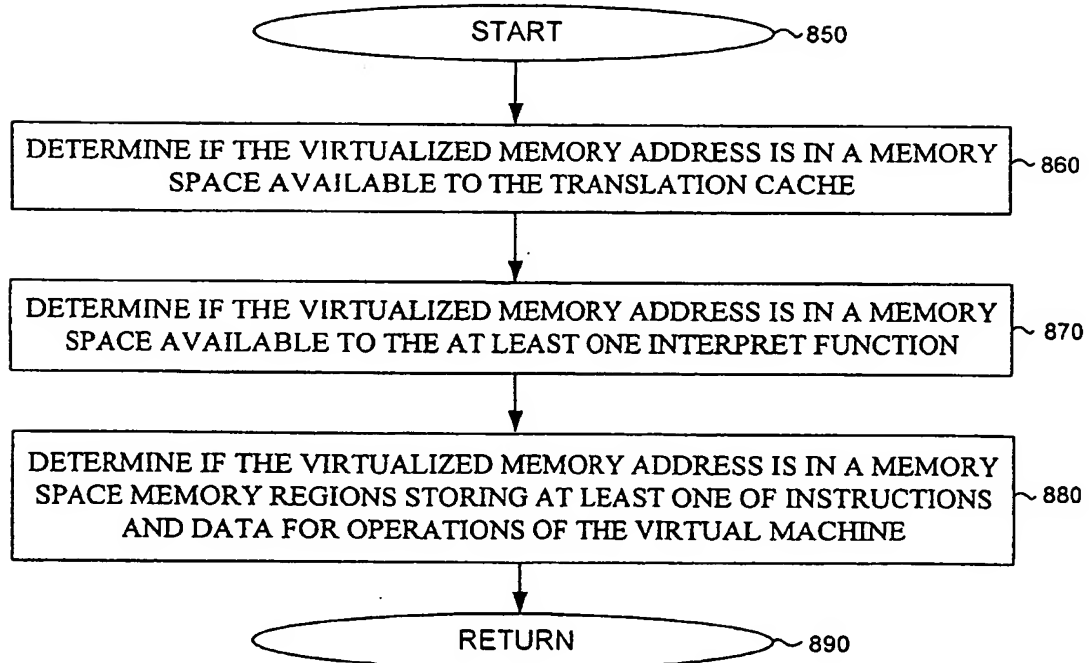 START
850
DETERMINE IF THE VIRTUALIZED MEMORY ADDRESS IS IN A MEMORY
SPACE AVAILABLE TO THE TRANSLATION CACHE
860
DETERMINE IF THE VIRTUALIZED MEMORY ADDRESS IS IN A MEMORY
SPACE AVAILABLE TO THE AT LEAST ONE INTERPRET FUNCTION
870
DETERMINE IF THE VIRTUALIZED MEMORY ADDRESS IS IN A MEMORY
SPACE MEMORY REGIONS STORING AT LEAST ONE OF INSTRUCTIONS
AND DATA FOR OPERATIONS OF THE VIRTUAL MACHINE
880
RETURN
890